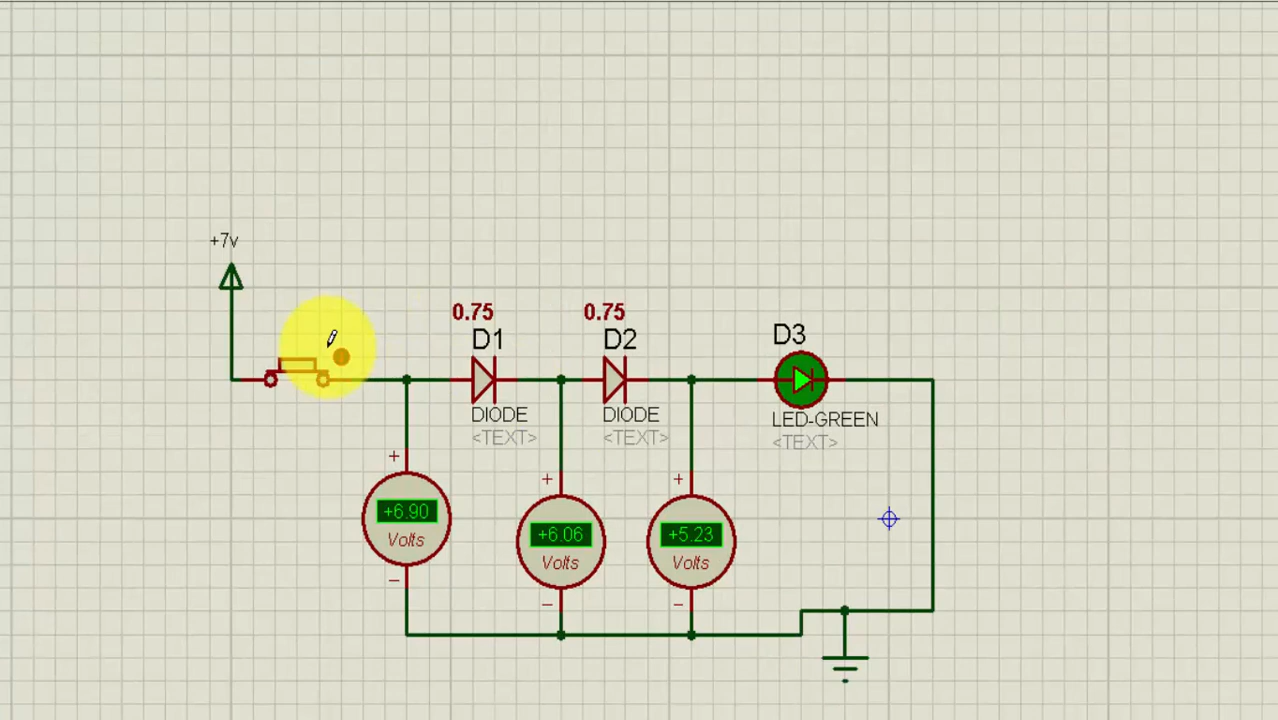 +7v
0.75
0.75
D1
D2
D3
DIODE
DIODE
LED-GREEN
<TEXT>
<TEXT>
<TEXT>
+
+
+
+6.90
Volts
+6.06
+5.23
Volts
Volts
−
−
−